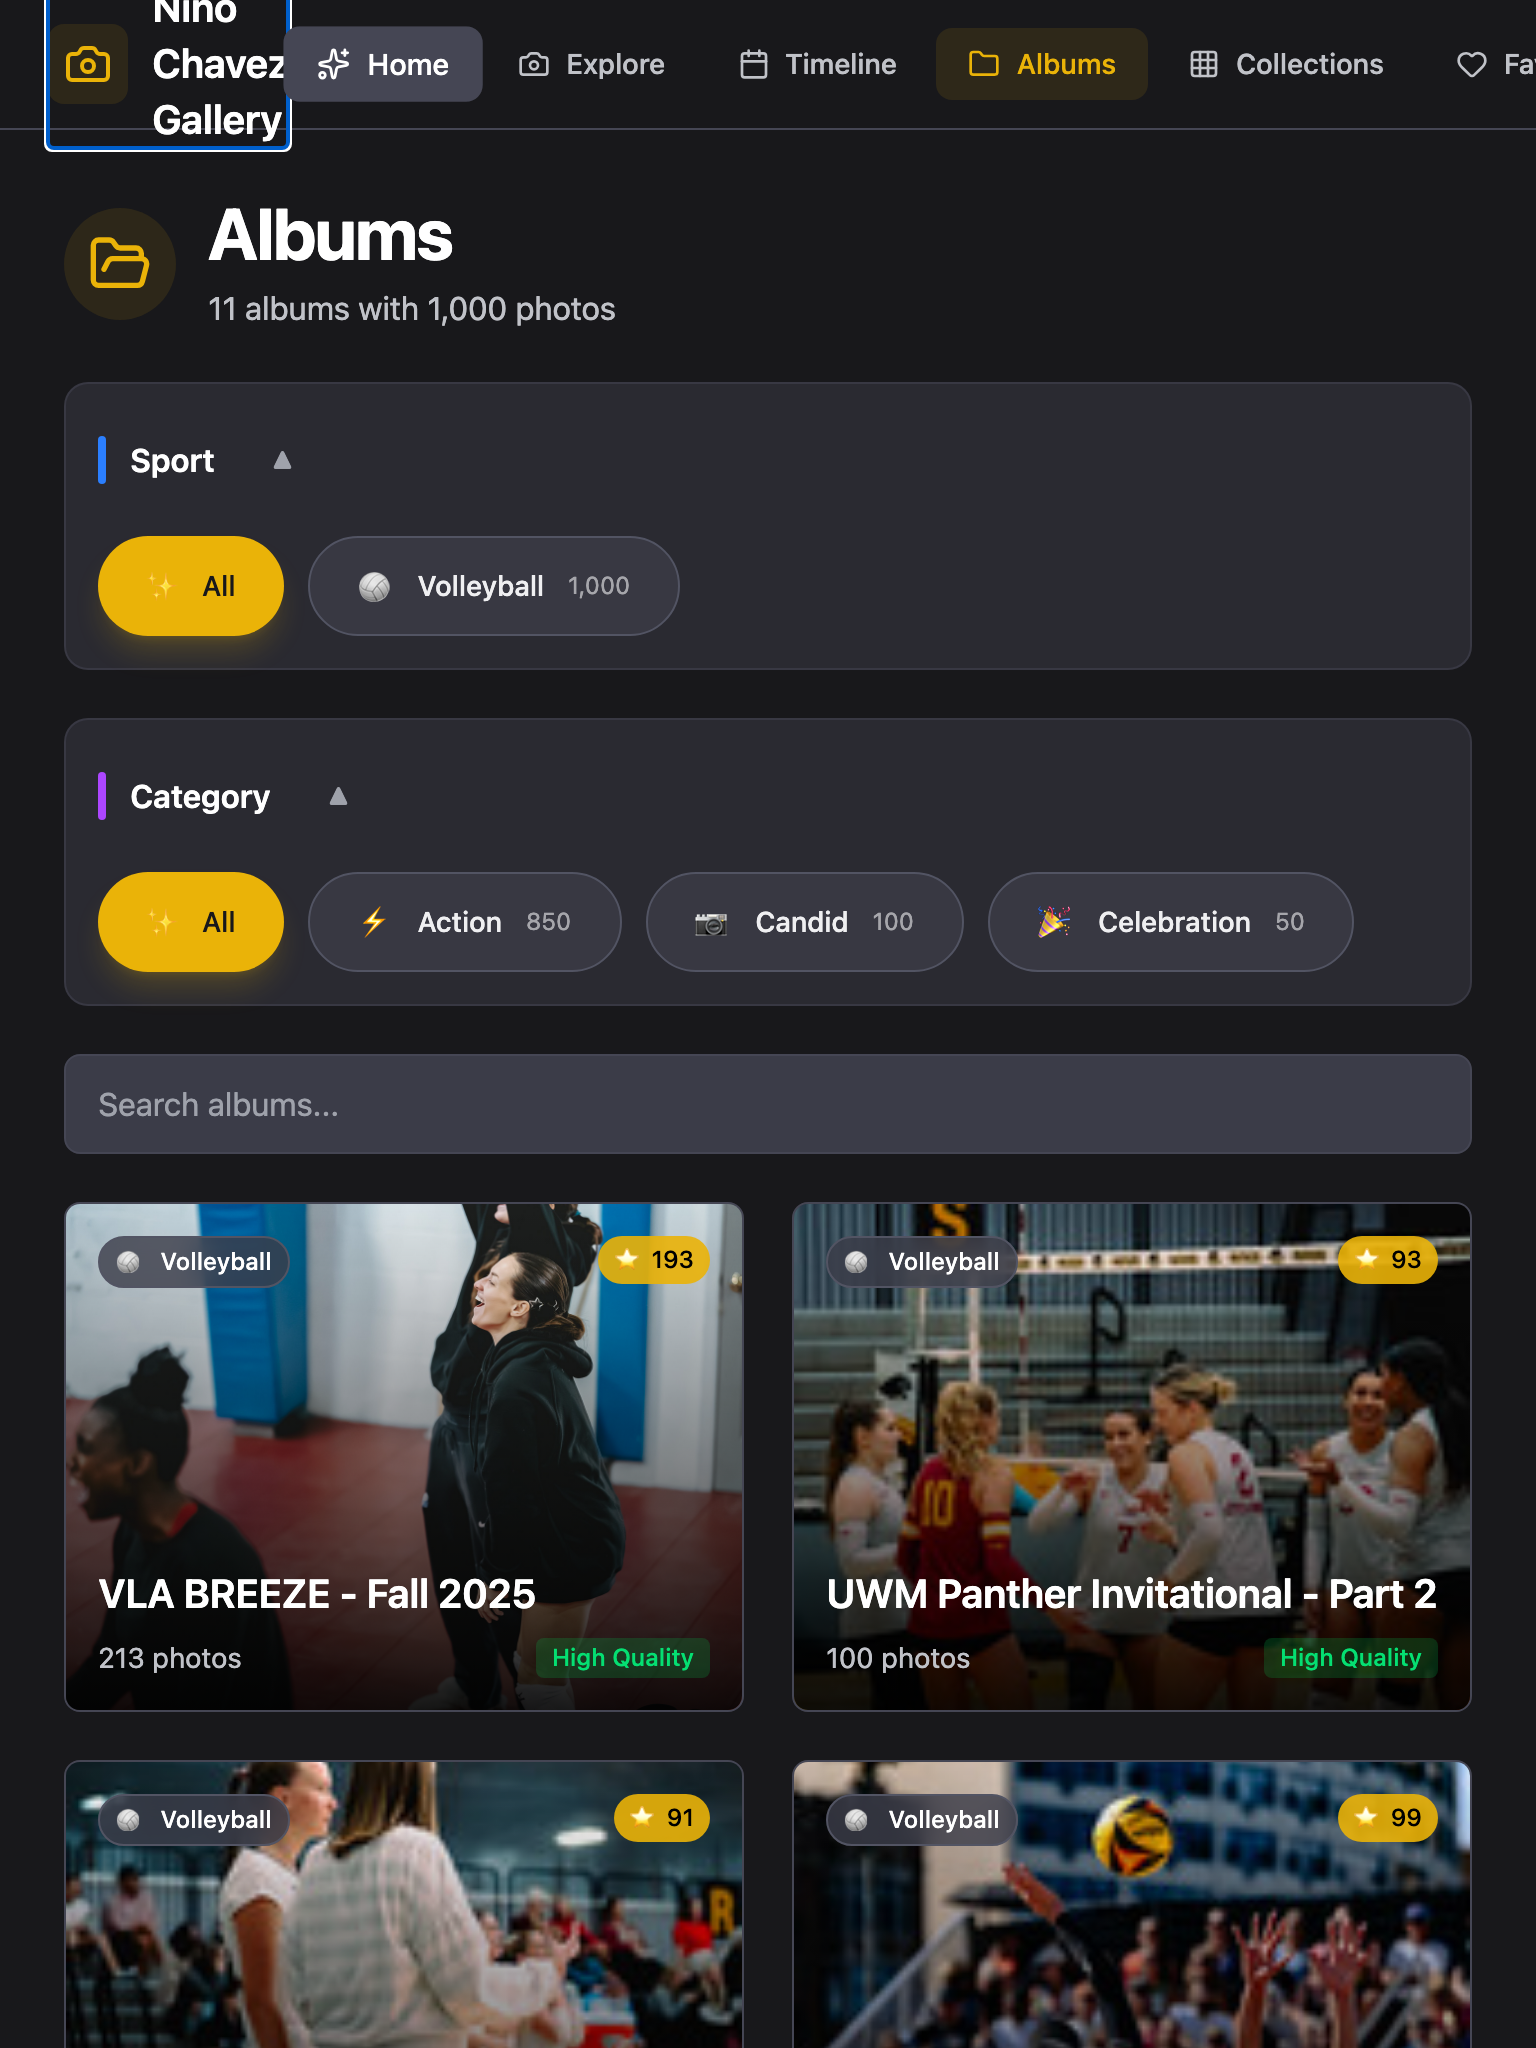 Nino
Chavez
Gallery
Home
Explore
Timeline
Albums
Collections
Fa
Albums
11 albums with 1,000 photos
Sport
All
Volleyball 1,000
Category
All
Action 850
Candid 100
Celebration 50
Search albums...
Volleyball
193
VLA BREEZE - Fall 2025
213 photos
High Quality
Volleyball
93
S
10
7
UWM Panther Invitational - Part 2
100 photos
High Quality
Volleyball
91
R
Volleyball
99